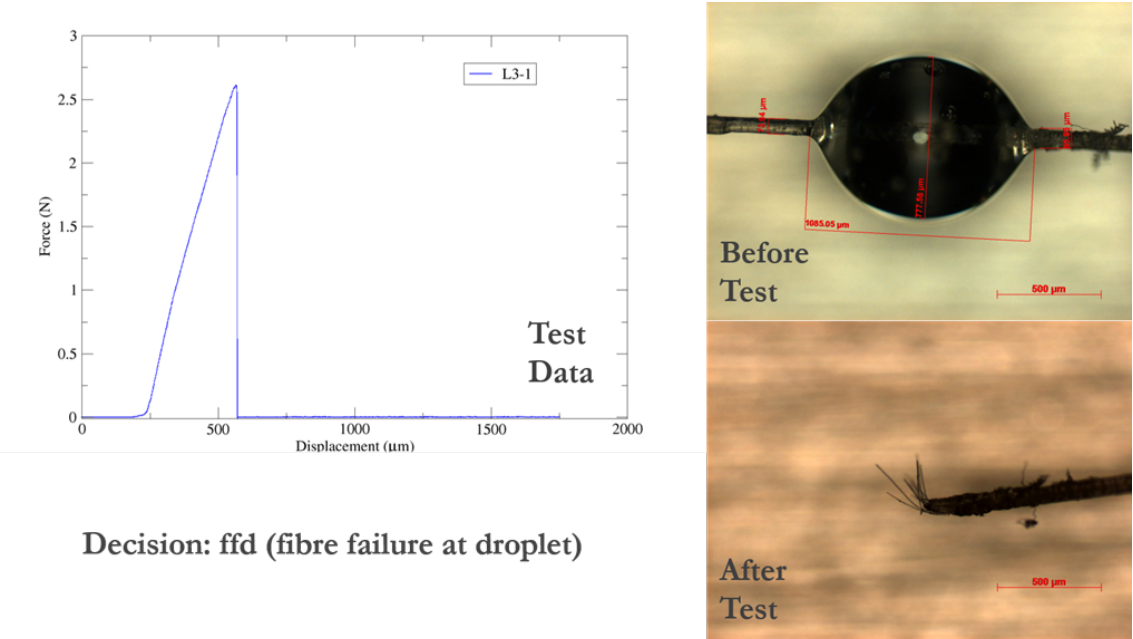 3
2.5
2
1.5
1
0.5
0
0
500
1000
1500
2000
Force (N)
Displacement (μm)
L3-1
Test
Data
Decision: ffd (fibre failure at droplet)
777.58 µm
1085.05 µm
Before
Test
500 µm
After
Test
500 µm